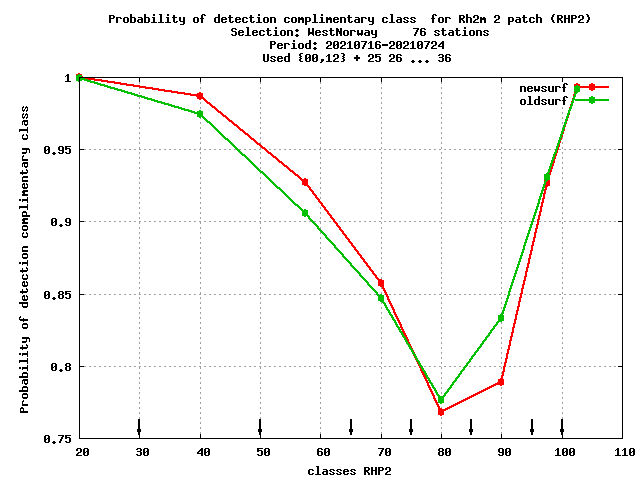 Probability of detection complimentary class  for Rh2m 2 patch (RHP2)
Selection: WestNorway     76 stations
Period: 20210716-20210724
Used {00,12} + 25 26 ... 36
newsurf
oldsurf
Probability of detection complimentary class
1
0.95
0.9
0.85
0.8
0.75
20 30 40 50 60 70 80 90 100 110
classes RHP2